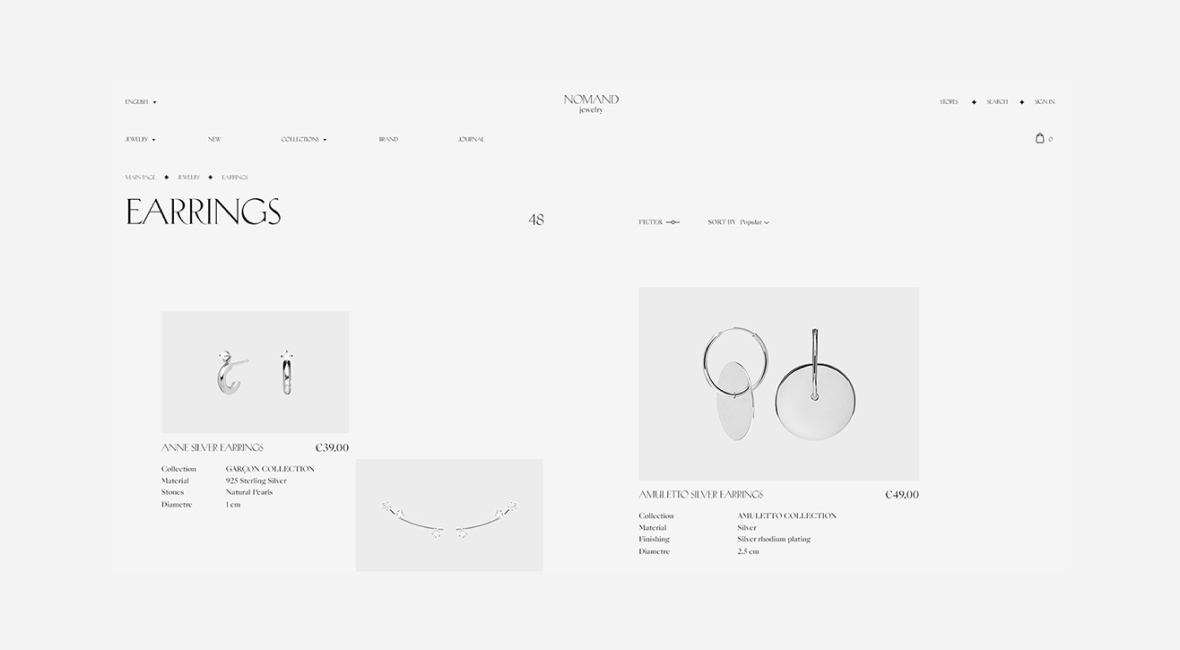 ENGLISH
NOMAND
jewelry
STORES SEARCH SIGN IN
JEWELRY NEW COLLECTIONS BRAND JOURNAL
0
MAIN PAGE JEWELRY EARRINGS
EARRINGS
48
FILTER SORT BY Popular
ANNE SILVER EARRINGS €39,00
Collection GARÇON COLLECTION
Material 925 Sterling Silver
Stones Natural Pearls
Diametre 1 cm
AMULETTO SILVER EARRINGS €49,00
Collection AMULETTO COLLECTION
Material Silver
Finishing Silver rhodium plating
Diametre 2,5 cm